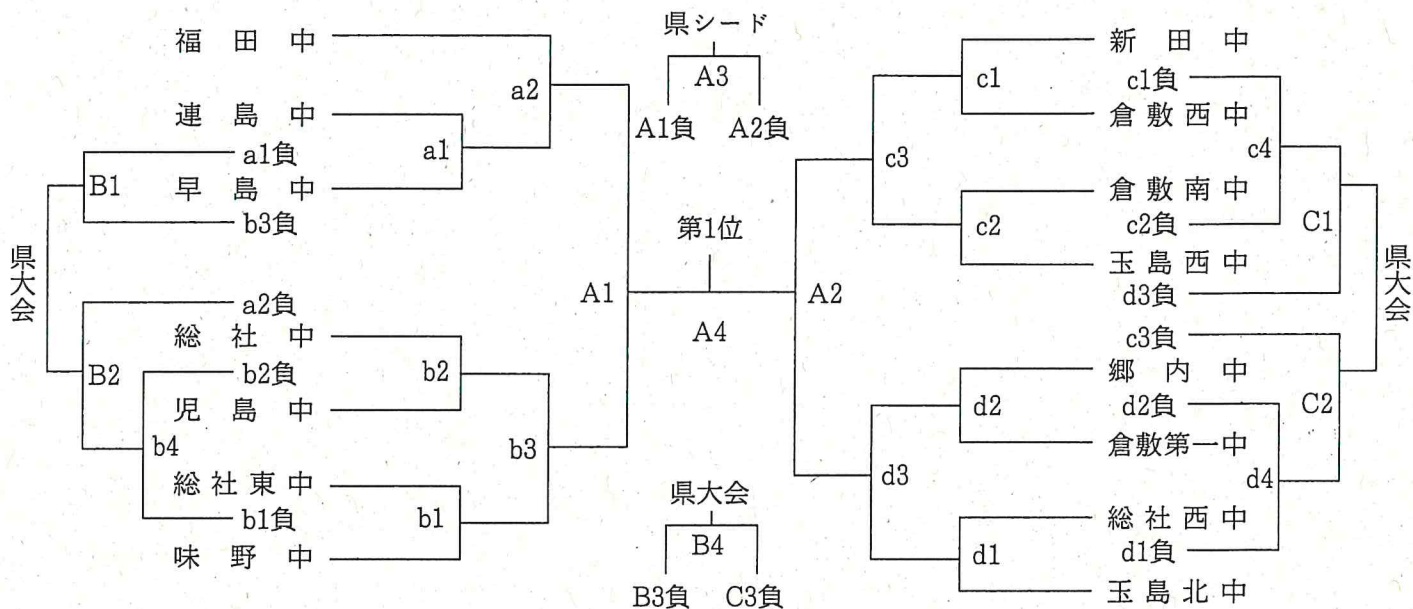 福田中
連島中
a1負
早島中
b3負
a2負
総社中
b2負
児島中
総社東中
b1負
味野中
a1
a2
B1
B2
b4
b2
b1
b3
県大会
A1
県シード
A3
A1負 A2負
第1位
A4
県大会
B4
B3負 C3負
A2
c3
c1
c2
d3
d2
d1
新田中
c1負
倉敷西中
倉敷南中
c2負
玉島西中
d3負
c3負
郷内中
d2負
倉敷第一中
総社西中
d1負
玉島北中
c4
C1
C2
d4
県大会